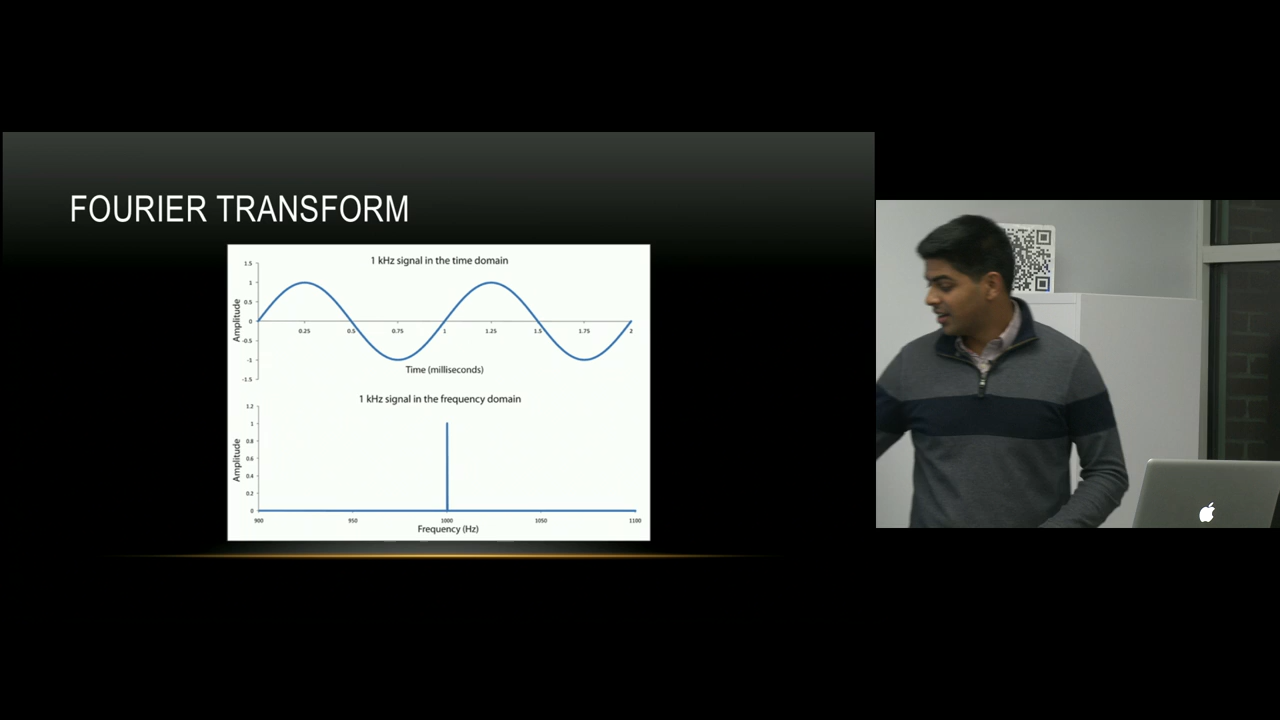 FOURIER TRANSFORM
1 kHz signal in the time domain
Amplitude
1.5
1
0.5
0
-0.5
-1
-1.5
0.25 0.5 0.75 1 1.25 1.5 1.75 2
Time (milliseconds)
1 kHz signal in the frequency domain
Amplitude
1.2
1
0.8
0.6
0.4
0.2
0
900 950 1000 1050 1100
Frequency (Hz)